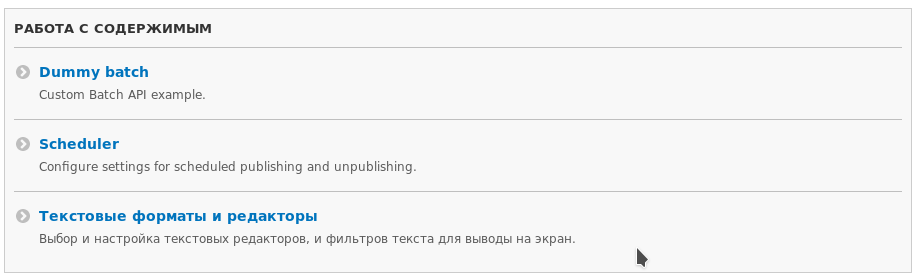 РАБОТА С СОДЕРЖИМЫМ
Dummy batch
Custom Batch API example.
Scheduler
Configure settings for scheduled publishing and unpublishing.
Текстовые форматы и редакторы
Выбор и настройка текстовых редакторов, и фильтров текста для выводы на экран.